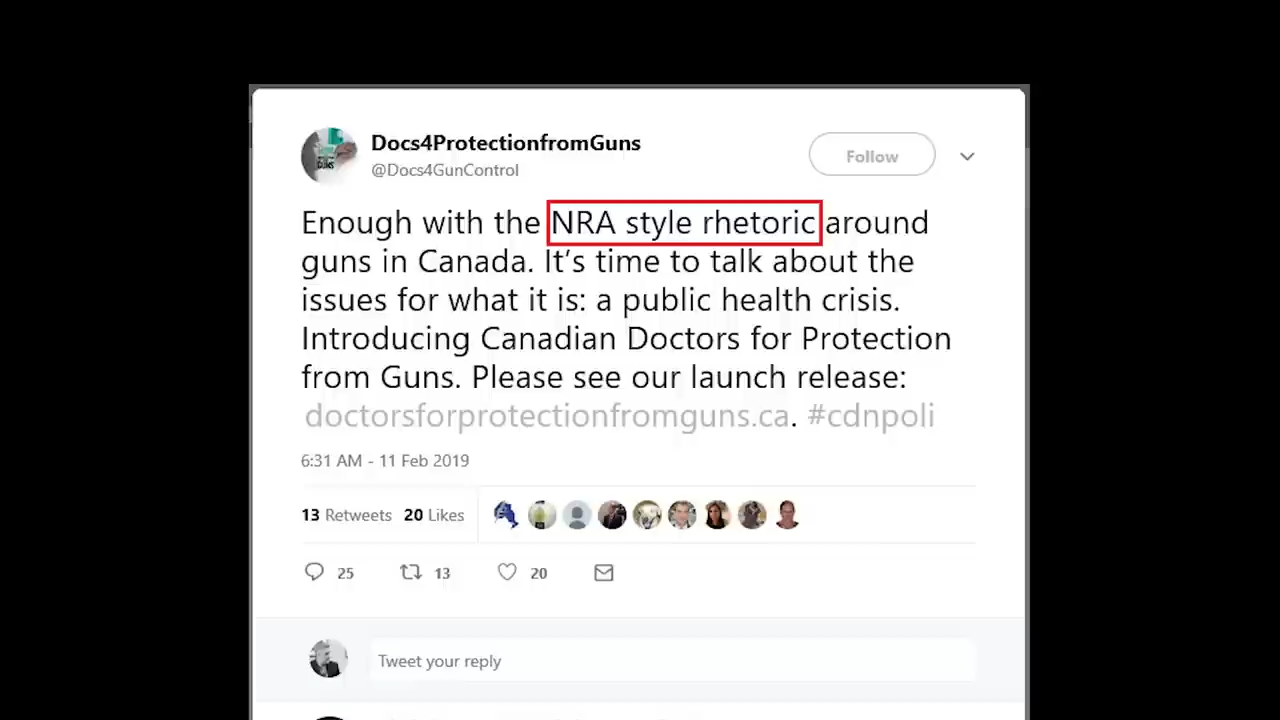 Docs4ProtectionfromGuns
@Docs4GunControl
Follow
Enough with the NRA style rhetoric around
guns in Canada. It’s time to talk about the
issues for what it is: a public health crisis.
Introducing Canadian Doctors for Protection
from Guns. Please see our launch release:
doctorsforprotectionfromguns.ca. #cdnpoli
6:31 AM - 11 Feb 2019
13 Retweets 20 Likes
25 13 20
Tweet your reply